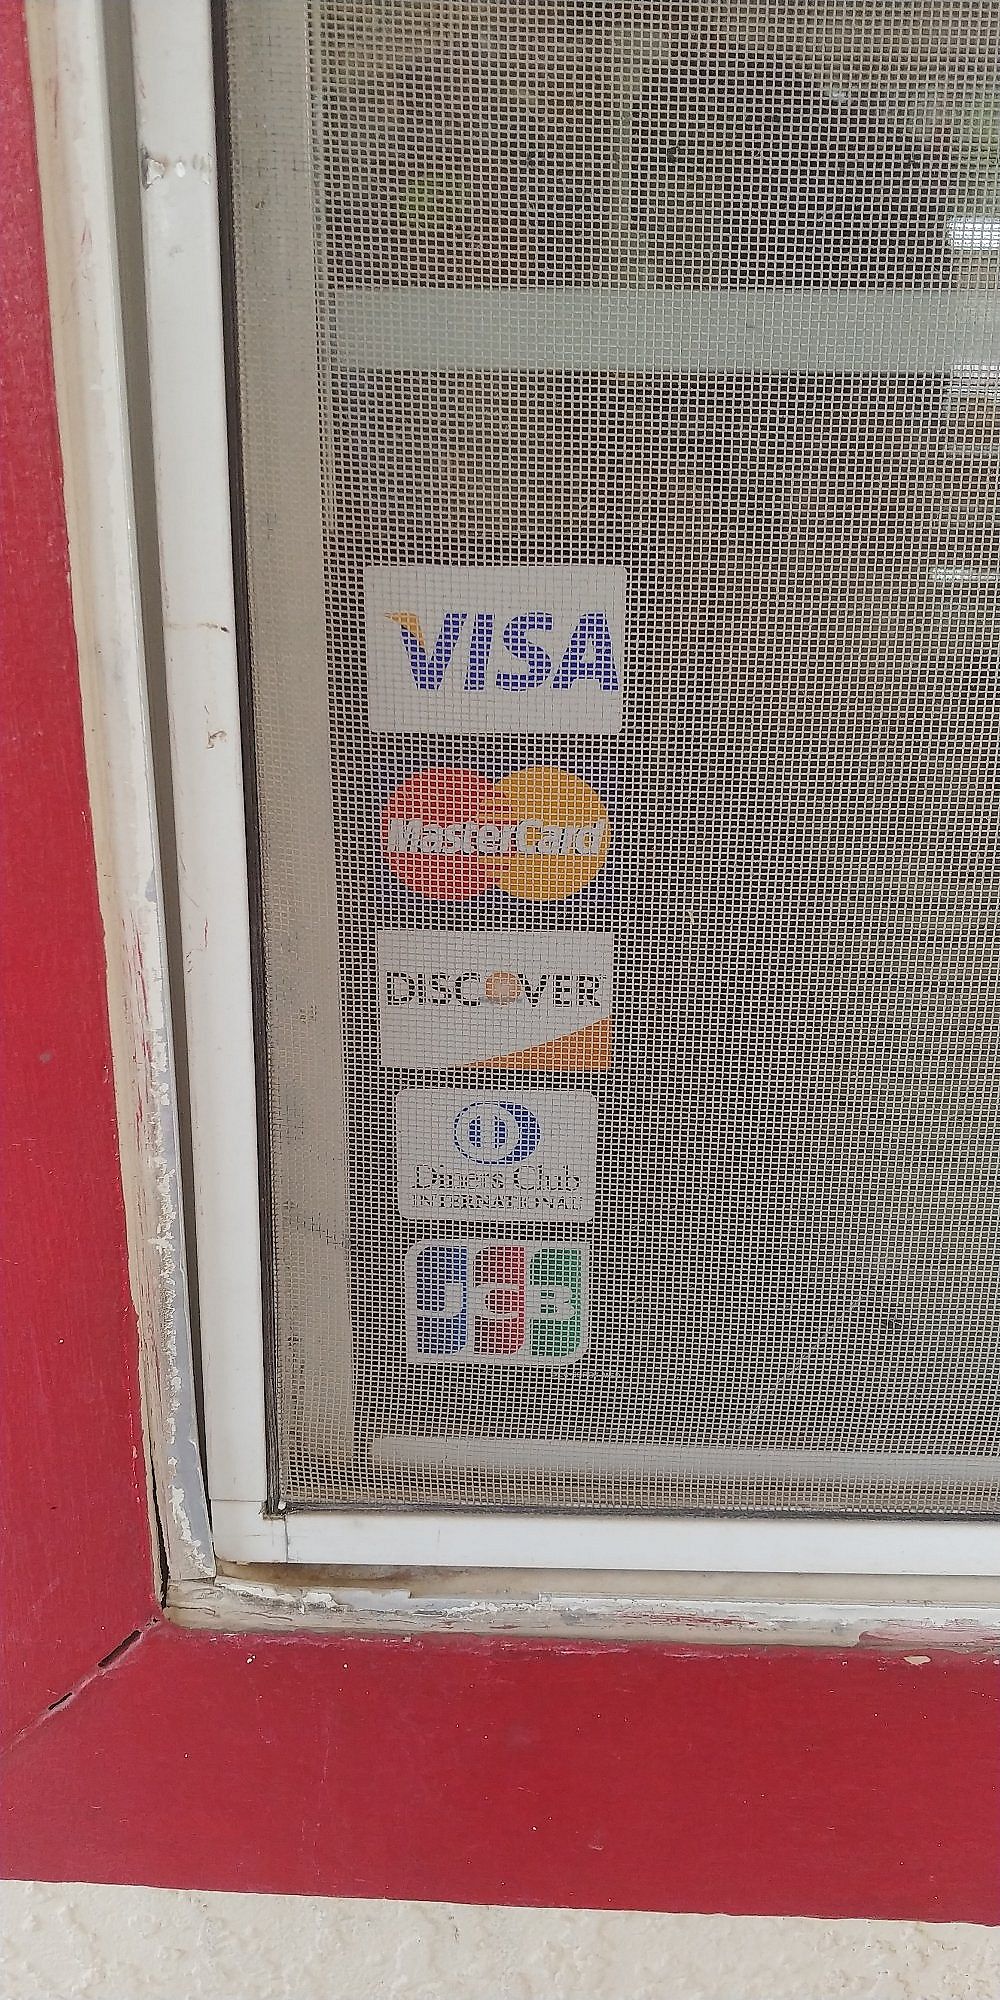 VISA
MasterCard
DISCOVER
Diners Club
INTERNATIONAL
JCB